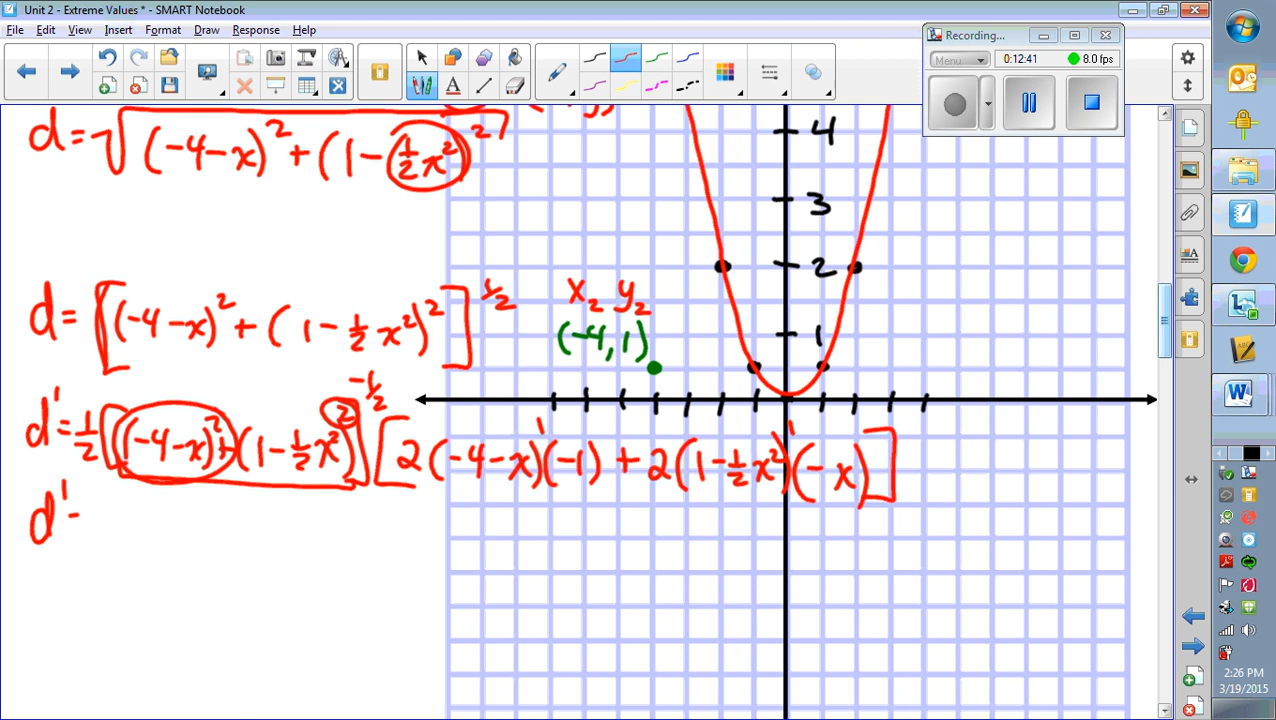 Unit 2 - Extreme Values * - SMART Notebook
File Edit View Insert Format Draw Response Help
Recording...
Menu 0:12:41 8.0 fps
d = √(-4-x)² + (1-½x²)²
4
3
2
1
d = [(-4-x)² + (1-½x²)²]^½
x₂ y₂
(-4, 1)
d' = ½[(-4-x)² + (1-½x²)²]^-½ [2(-4-x)¹(-1) + 2(1-½x²)¹(-x)]
d' =
2:26 PM
3/19/2015